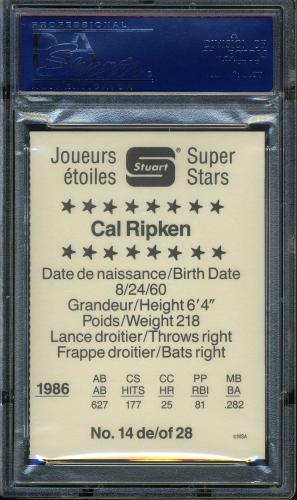 PROFESSIONAL
Joueurs Stuart® Super
étoiles Stars
Cal Ripken
Date de naissance/Birth Date
8/24/60
Grandeur/Height 6'4"
Poids/Weight 218
Lance droitier/Throws right
Frappe droitier/Bats right
AB CS CC PP MB
1986 AB HITS HR RBI BA
627 177 25 81 .282
No. 14 de/of 28 ©MSA